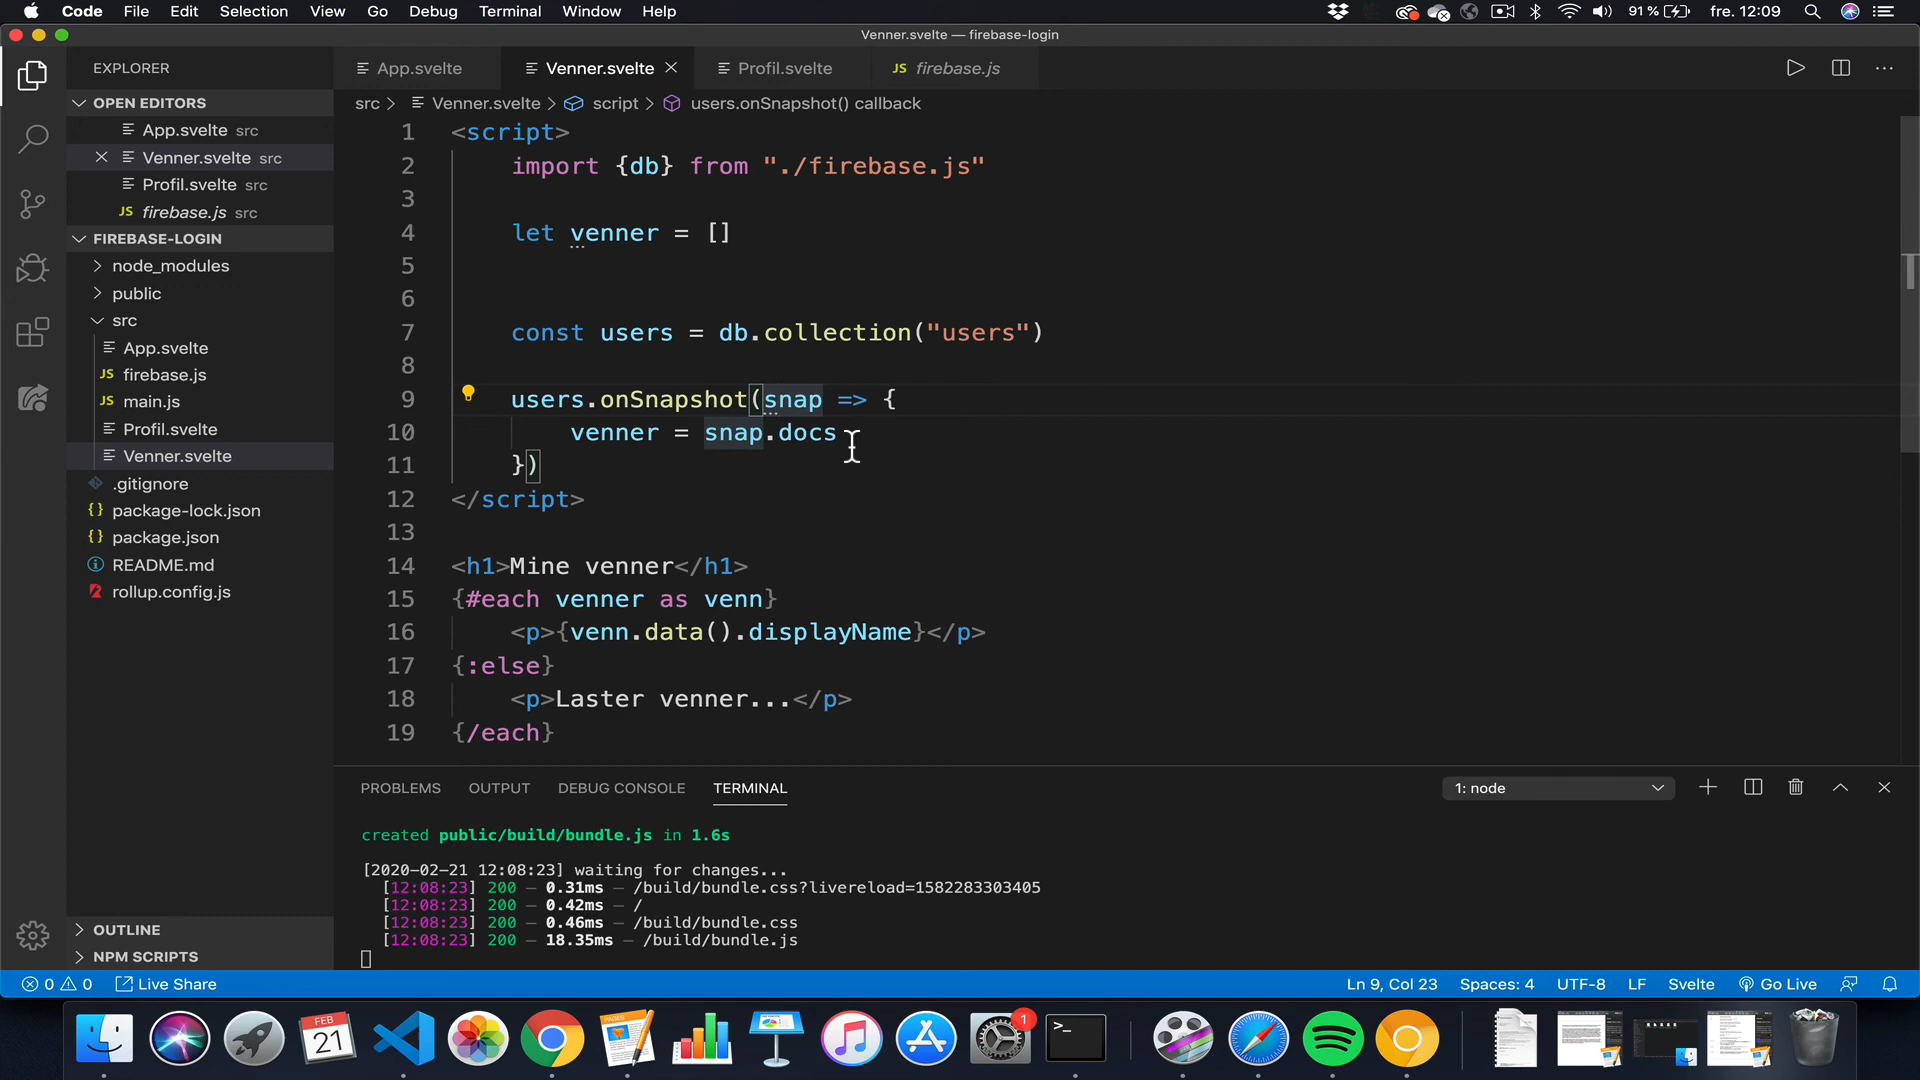 Code File Edit Selection View Go Debug Terminal Window Help 91% fre. 12:09
Venner.svelte — firebase-login
EXPLORER
App.svelte Venner.svelte Profil.svelte JS firebase.js
OPEN EDITORS
App.svelte src
Venner.svelte src
Profil.svelte src
JS firebase.js src
FIREBASE-LOGIN
node_modules
public
src
App.svelte
JS firebase.js
JS main.js
Profil.svelte
Venner.svelte
.gitignore
{} package-lock.json
{} package.json
README.md
rollup.config.js
OUTLINE
NPM SCRIPTS
src > Venner.svelte > script > users.onSnapshot() callback
1 <script>
2 import {db} from "./firebase.js"
3
4 let venner = []
5
6
7 const users = db.collection("users")
8
9 users.onSnapshot(snap => {
10 venner = snap.docs
11 })
12 </script>
13
14 <h1>Mine venner</h1>
15 {#each venner as venn}
16 <p>{venn.data().displayName}</p>
17 {:else}
18 <p>Laster venner...</p>
19 {/each}
PROBLEMS OUTPUT DEBUG CONSOLE TERMINAL 1: node
created public/build/bundle.js in 1.6s
[2020-02-21 12:08:23] waiting for changes...
[12:08:23] 200 — 0.31ms — /build/bundle.css?livereload=1582283303405
[12:08:23] 200 — 0.42ms — /
[12:08:23] 200 — 0.46ms — /build/bundle.css
[12:08:23] 200 — 18.35ms — /build/bundle.js
0 0 Live Share Ln 9, Col 23 Spaces: 4 UTF-8 LF Svelte Go Live
FEB
21
>_
1